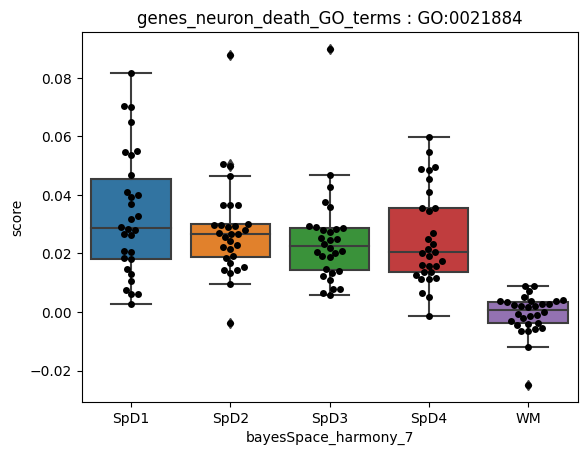 genes_neuron_death_GO_terms : GO:0021884
score
0.08
0.06
0.04
0.02
0.00
−0.02
SpD1 SpD2 SpD3 SpD4 WM
bayesSpace_harmony_7